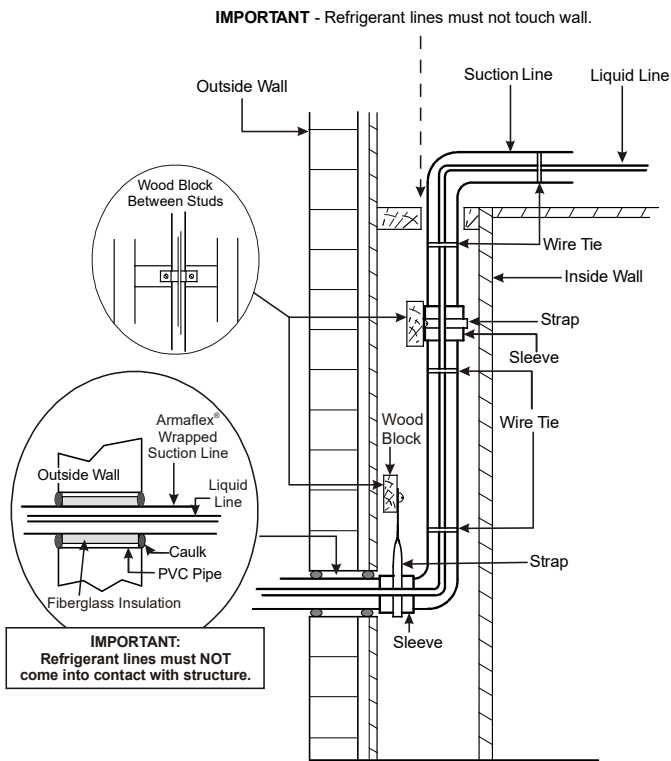 IMPORTANT - Refrigerant lines must not touch wall.
Suction Line
Liquid Line
Outside Wall
Wood Block
Between Studs
Wire Tie
Inside Wall
Strap
Sleeve
Wood
Block
Wire Tie
Armaflex®
Wrapped
Suction Line
Outside Wall
Liquid
Line
Caulk
PVC Pipe
Fiberglass Insulation
Strap
Sleeve
IMPORTANT:
Refrigerant lines must NOT
come into contact with structure.